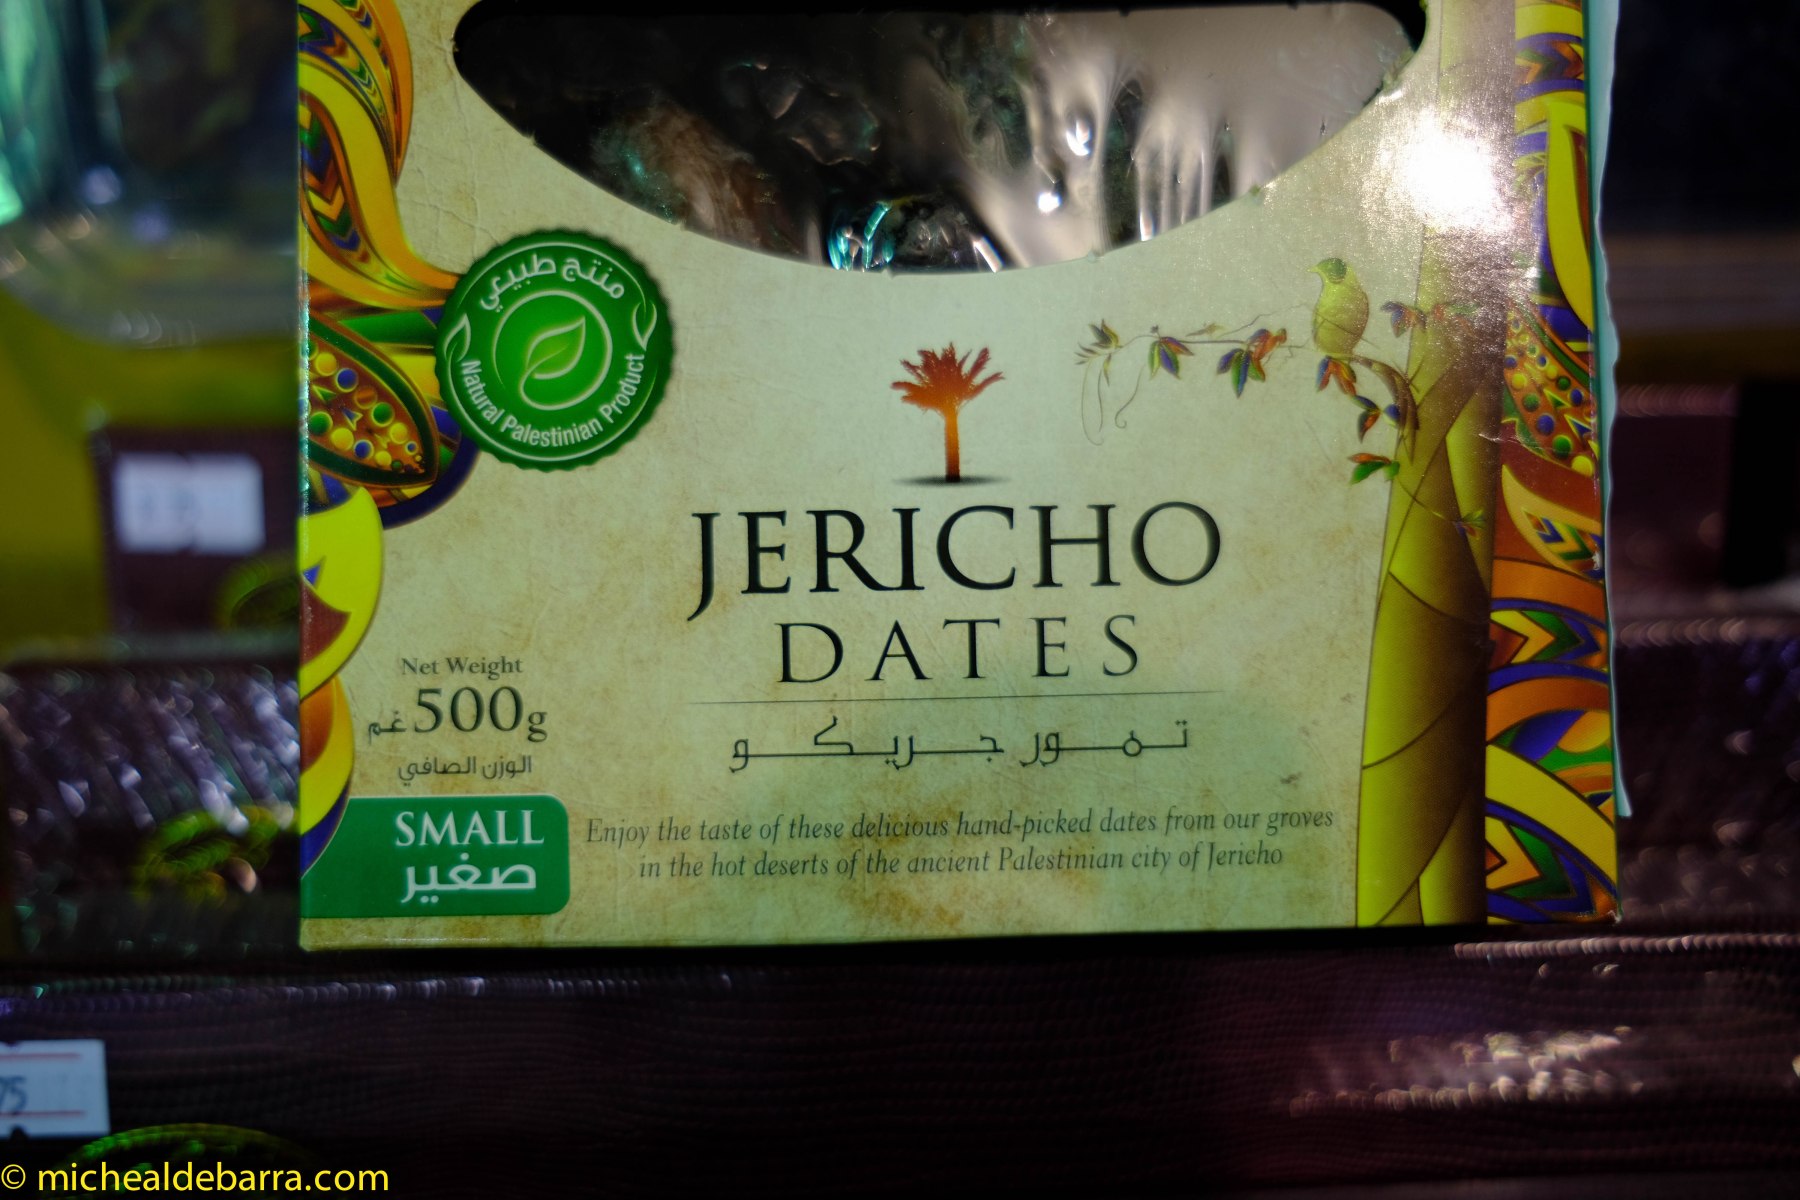 منتج طبيعي
Natural Palestinian Product
JERICHO
DATES
تمور جريكو
Net Weight
500g غم
الوزن الصافي
SMALL
صغير
Enjoy the taste of these delicious hand-picked dates from our groves
in the hot deserts of the ancient Palestinian city of Jericho
© michealdebarra.com